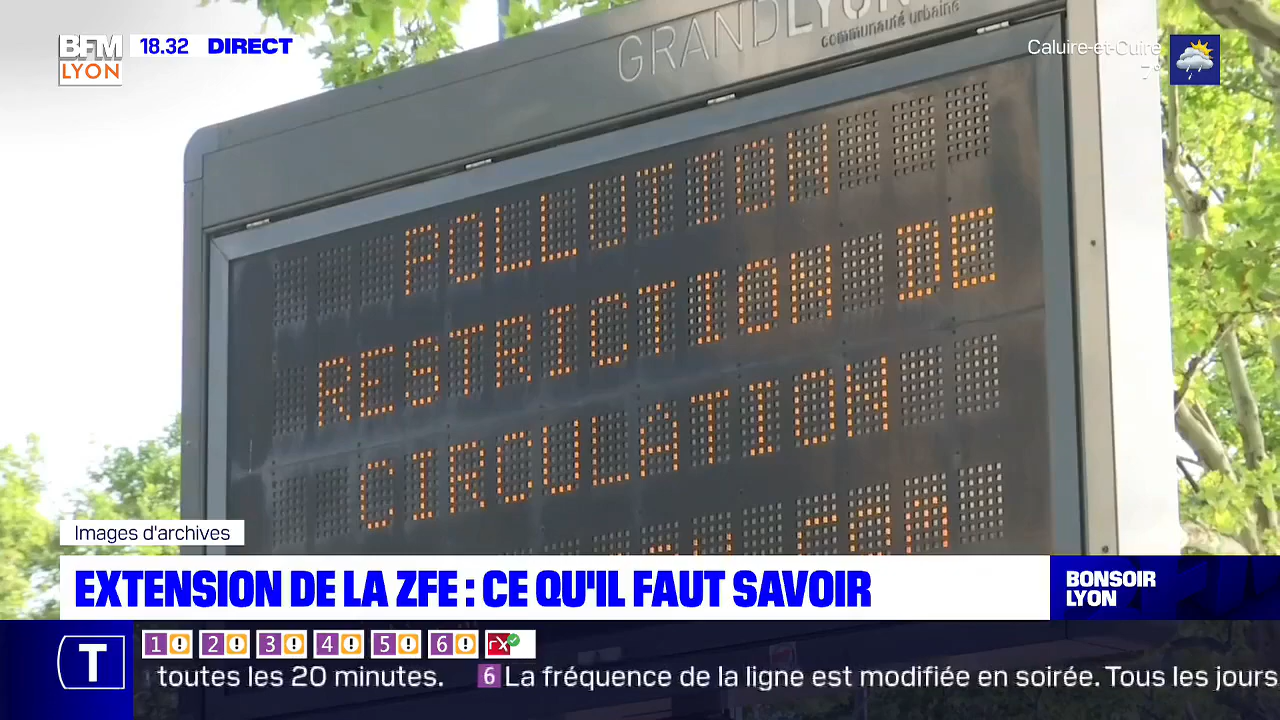 BFM
LYON
18.32 DIRECT
GRANDLYON
communauté urbaine
Caluire-et-Cuire
7°
POLLUTION
RESTRICTION DE
CIRCULATION
Images d'archives
EXTENSION DE LA ZFE : CE QU'IL FAUT SAVOIR
BONSOIR
LYON
T
1 ! 2 ! 3 ! 4 ! 5 ! 6 ! rx
toutes les 20 minutes. 6 La fréquence de la ligne est modifiée en soirée. Tous les jours